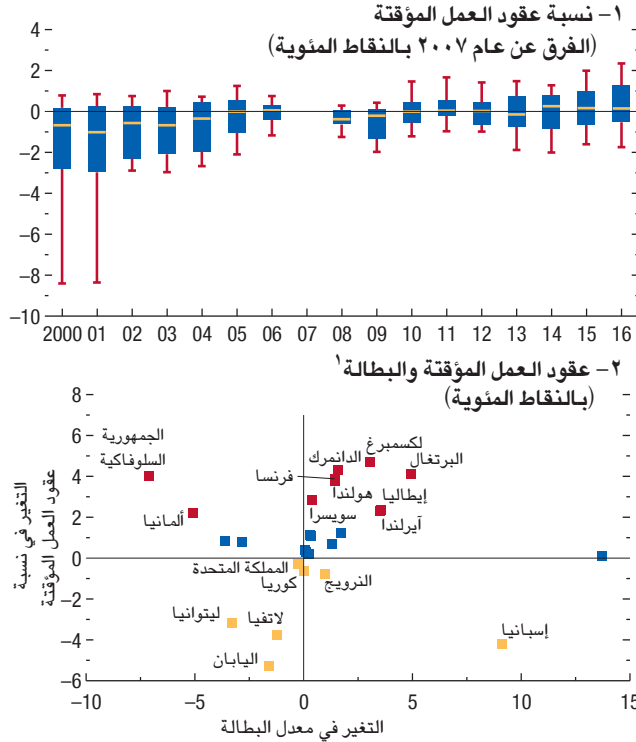 ١– نسبة عقود العمل المؤقتة
(الفرق عن عام ٢٠٠٧ بالنقاط المئوية)
4
2
0
–2
–4
–6
–8
–10
2000 01 02 03 04 05 06 07 08 09 10 11 12 13 14 15 16
٢– عقود العمل المؤقتة والبطالة١
(بالنقاط المئوية)
8
6
4
2
0
–2
–4
–6
التغير في نسبة
عقود العمل المؤقتة
الجمهورية
السلوفاكية
ألمانيا
لكسمبرغ
الدانمرك
البرتغال
فرنسا
هولندا
إيطاليا
سويسرا
آيرلندا
المملكة المتحدة
كوريا
النرويج
ليتوانيا
لاتفيا
اليابان
إسبانيا
–10 –5 0 5 10 15
التغير في معدل البطالة